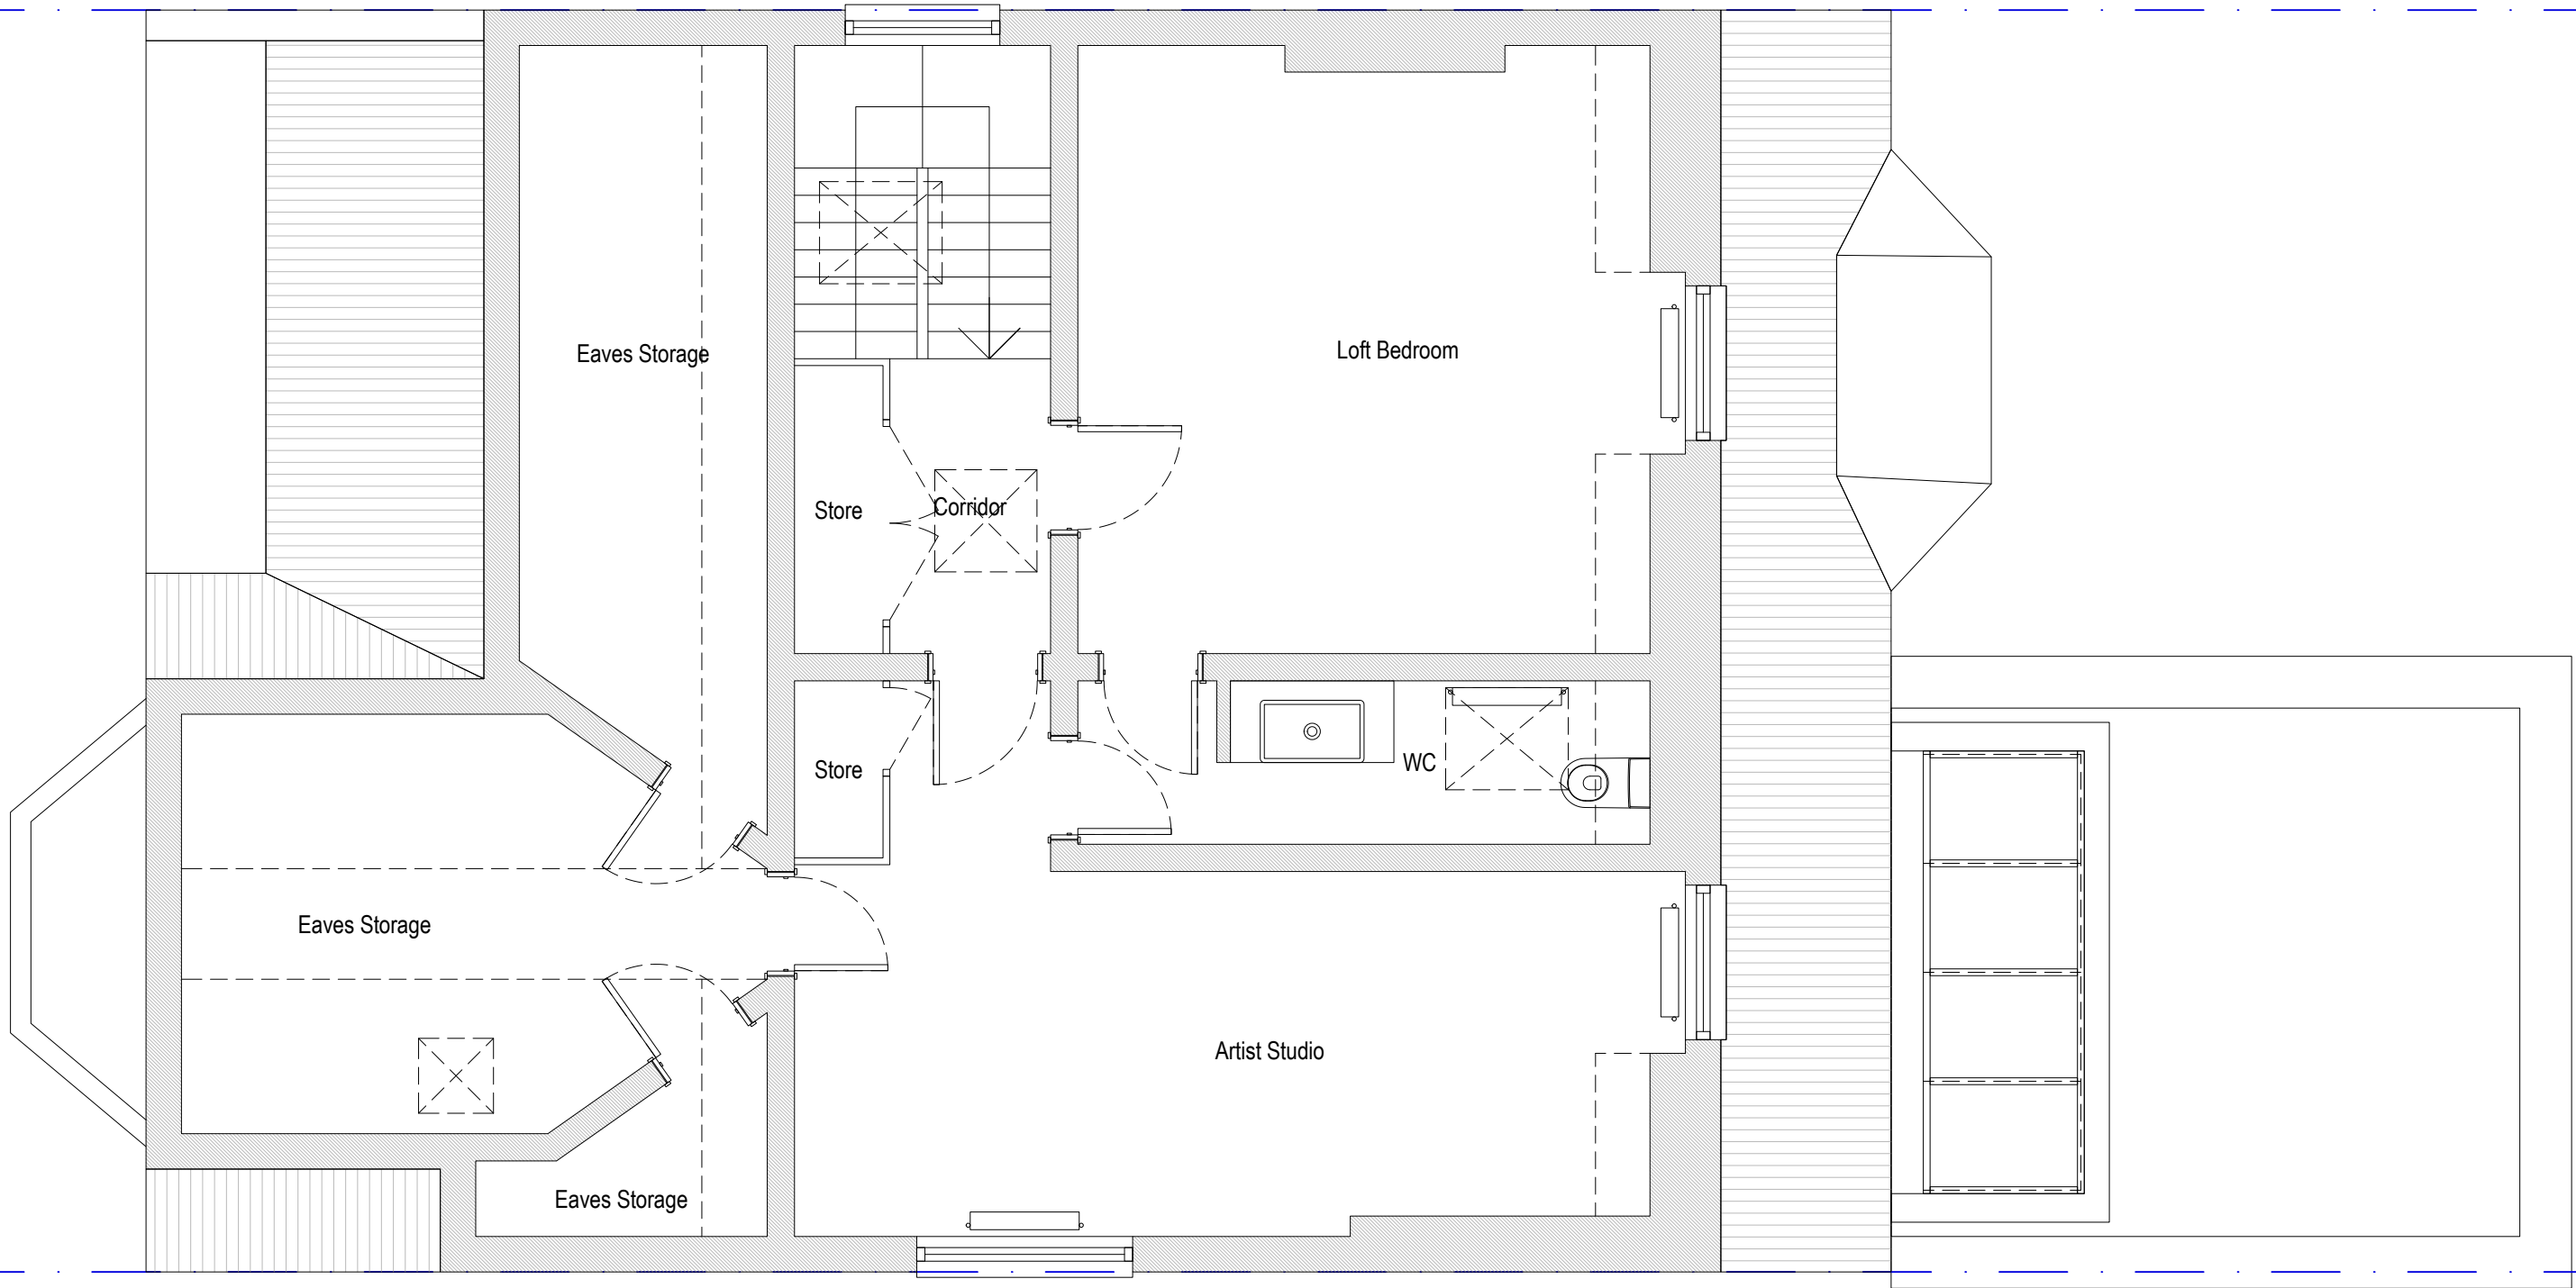 Eaves Storage
Loft Bedroom
Store
Corridor
Store
WC
Eaves Storage
Artist Studio
Eaves Storage